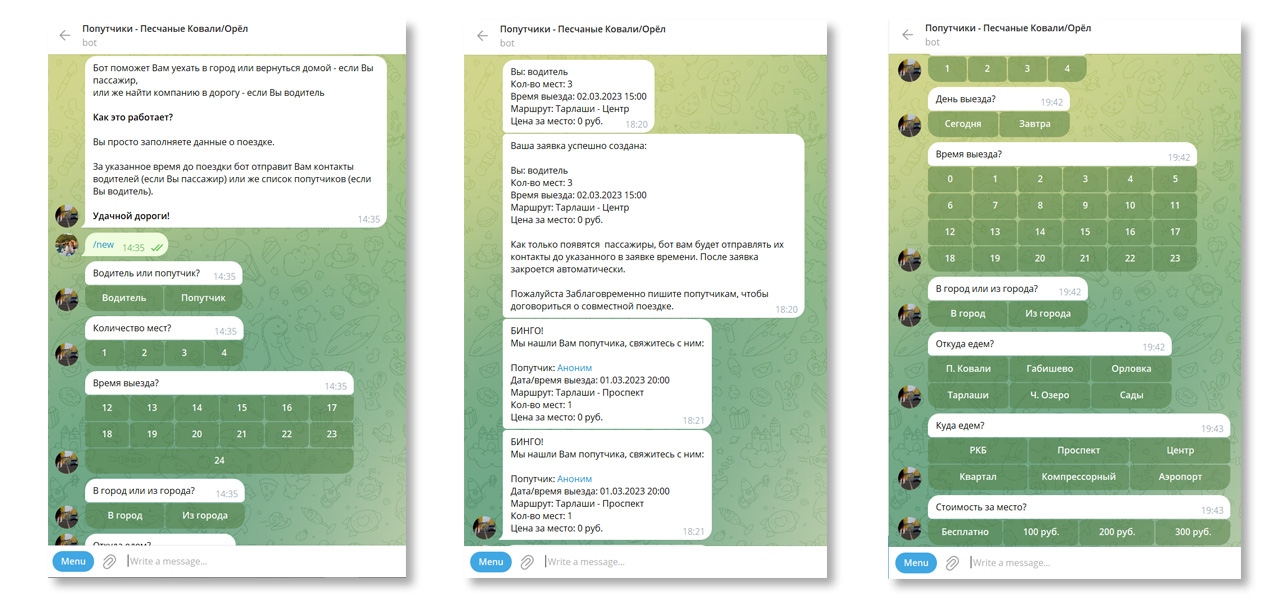 Попутчики - Песчаные Ковали/Орёл
bot
Бот поможет Вам уехать в город или вернуться домой - если Вы
пассажир,
или же найти компанию в дорогу - если Вы водитель
Как это работает?
Вы просто заполняете данные о поездке.
За указанное время до поездки бот отправит Вам контакты
водителей (если Вы пассажир) или же список попутчиков (если
Вы водитель).
Удачной дороги!
14:35
/new 14:35
Водитель или попутчик? 14:35
Водитель Попутчик
Количество мест? 14:35
1 2 3 4
Время выезда? 14:35
12 13 14 15 16 17
18 19 20 21 22 23
24
В город или из города? 14:35
В город Из города
Откуда едем?
Menu Write a message...
Попутчики - Песчаные Ковали/Орёл
bot
Вы: водитель
Кол-во мест: 3
Время выезда: 02.03.2023 15:00
Маршрут: Тарлаши - Центр
Цена за место: 0 руб. 18:20
Ваша заявка успешно создана:
Вы: водитель
Кол-во мест: 3
Время выезда: 02.03.2023 15:00
Маршрут: Тарлаши - Центр
Цена за место: 0 руб.
Как только появятся пассажиры, бот вам будет отправлять их
контакты до указанного в заявке времени. После заявка
закроется автоматически.
Пожалуйста Заблаговременно пишите попутчикам, чтобы
договориться о совместной поездке. 18:20
БИНГО!
Мы нашли Вам попутчика, свяжитесь с ним:
Попутчик: Аноним
Дата/время выезда: 01.03.2023 20:00
Маршрут: Тарлаши - Проспект
Кол-во мест: 1
Цена за место: 0 руб. 18:21
БИНГО!
Мы нашли Вам попутчика, свяжитесь с ним:
Попутчик: Аноним
Дата/время выезда: 01.03.2023 20:00
Маршрут: Тарлаши - Проспект
Кол-во мест: 1
Цена за место: 0 руб. 18:21
Menu Write a message...
Попутчики - Песчаные Ковали/Орёл
bot
1 2 3 4
День выезда? 19:42
Сегодня Завтра
Время выезда? 19:42
0 1 2 3 4 5
6 7 8 9 10 11
12 13 14 15 16 17
18 19 20 21 22 23
В город или из города? 19:42
В город Из города
Откуда едем? 19:42
П. Ковали Габишево Орловка
Тарлаши Ч. Озеро Сады
Куда едем? 19:43
РКБ Проспект Центр
Квартал Компрессорный Аэропорт
Стоимость за место? 19:43
Бесплатно 100 руб. 200 руб. 300 руб.
Menu Write a message...